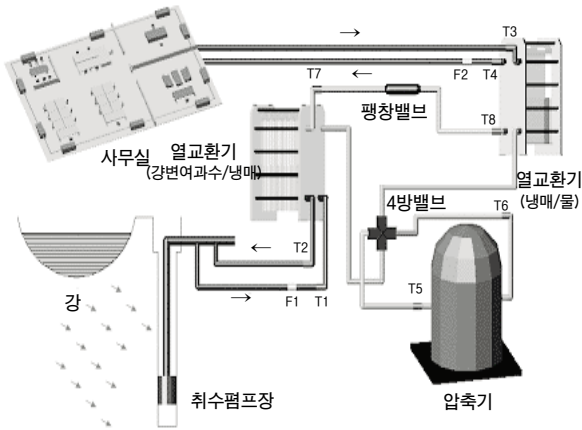 T3
F2
T4
T7
팽창밸브
T8
사무실
열교환기
(강변여과수/냉매)
열교환기
(냉매/물)
4방밸브
T6
T2
F1
T1
T5
강
취수폄프장
압축기